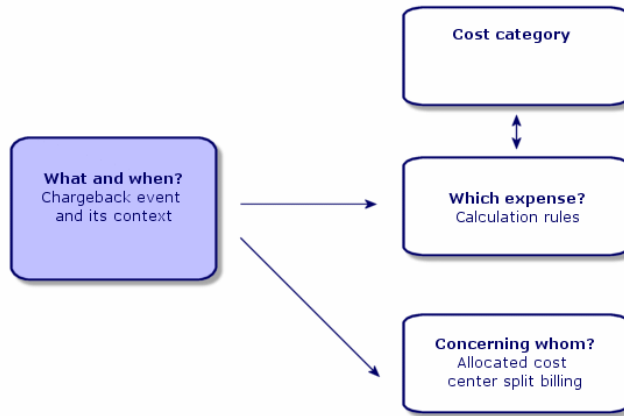 Cost category
What and when?
Chargeback event
and its context
Which expense?
Calculation rules
Concerning whom?
Allocated cost
center split billing